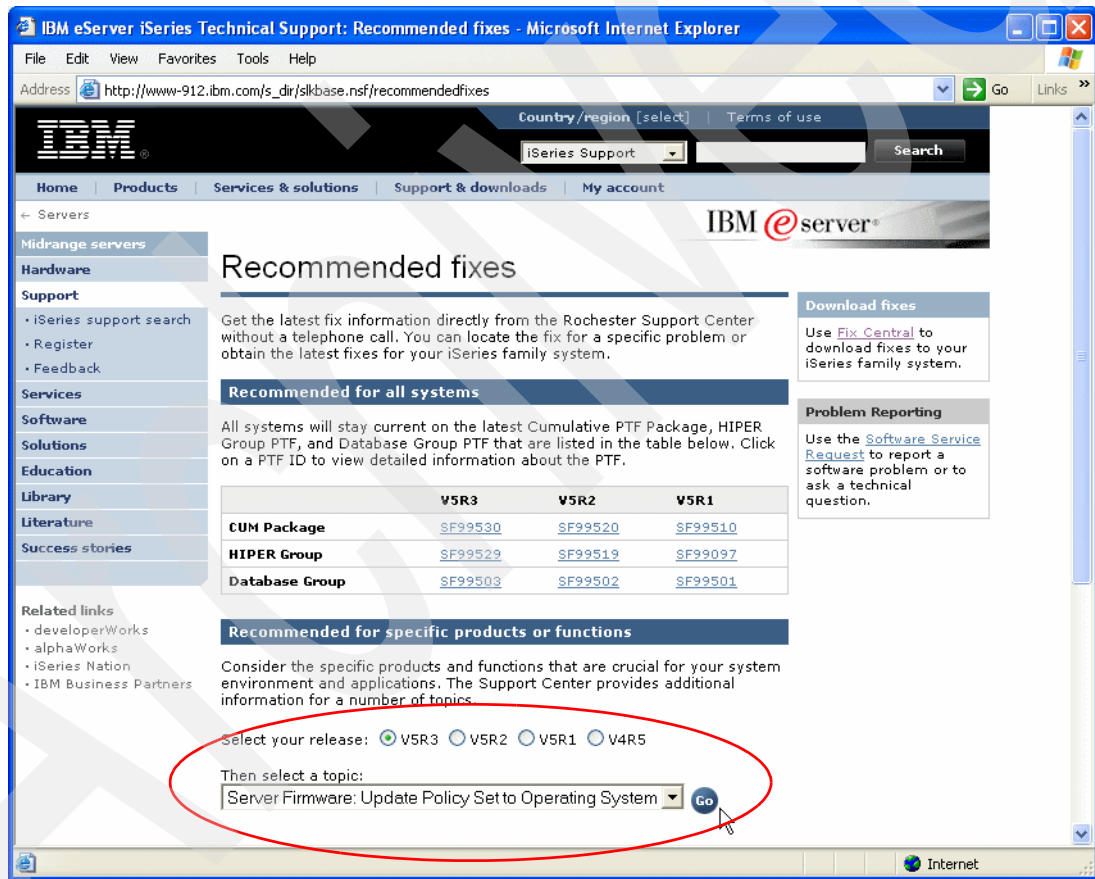 IBM eServer iSeries Technical Support: Recommended fixes - Microsoft Internet Explorer
File Edit View Favorites Tools Help
Address http://www-912.ibm.com/s_dir/slkbase.nsf/recommendedfixes Go Links »
Country/region [select] | Terms of use
IBM®
iSeries Support Search
Home | Products | Services & solutions | Support & downloads | My account
← Servers
IBM @server®
Midrange servers
Hardware
Support
• iSeries support search
• Register
• Feedback
Services
Software
Solutions
Education
Library
Literature
Success stories
Related links
• developerWorks
• alphaWorks
• iSeries Nation
• IBM Business Partners
Recommended fixes
Get the latest fix information directly from the Rochester Support Center
without a telephone call. You can locate the fix for a specific problem or
obtain the latest fixes for your iSeries family system.
Recommended for all systems
All systems will stay current on the latest Cumulative PTF Package, HIPER
Group PTF, and Database Group PTF that are listed in the table below. Click
on a PTF ID to view detailed information about the PTF.
V5R3 V5R2 V5R1
CUM Package SF99530 SF99520 SF99510
HIPER Group SF99529 SF99519 SF99097
Database Group SF99503 SF99502 SF99501
Recommended for specific products or functions
Consider the specific products and functions that are crucial for your system
environment and applications. The Support Center provides additional
information for a number of topics.
Select your release: V5R3 V5R2 V5R1 V4R5
Then select a topic:
Server Firmware: Update Policy Set to Operating System Go
Download fixes
Use Fix Central to
download fixes to your
iSeries family system.
Problem Reporting
Use the Software Service
Request to report a
software problem or to
ask a technical
question.
Internet